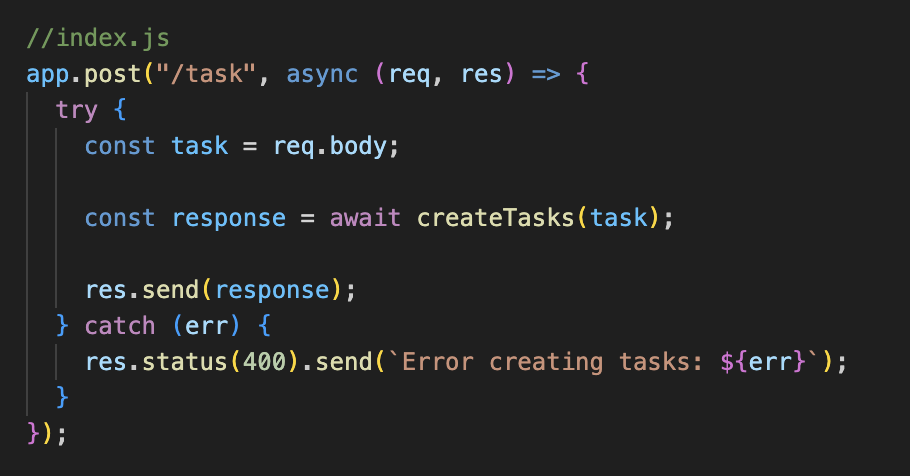 //index.js
app.post("/task", async (req, res) => {
  try {
    const task = req.body;

    const response = await createTasks(task);

    res.send(response);
  } catch (err) {
    res.status(400).send(`Error creating tasks: ${err}`);
  }
});